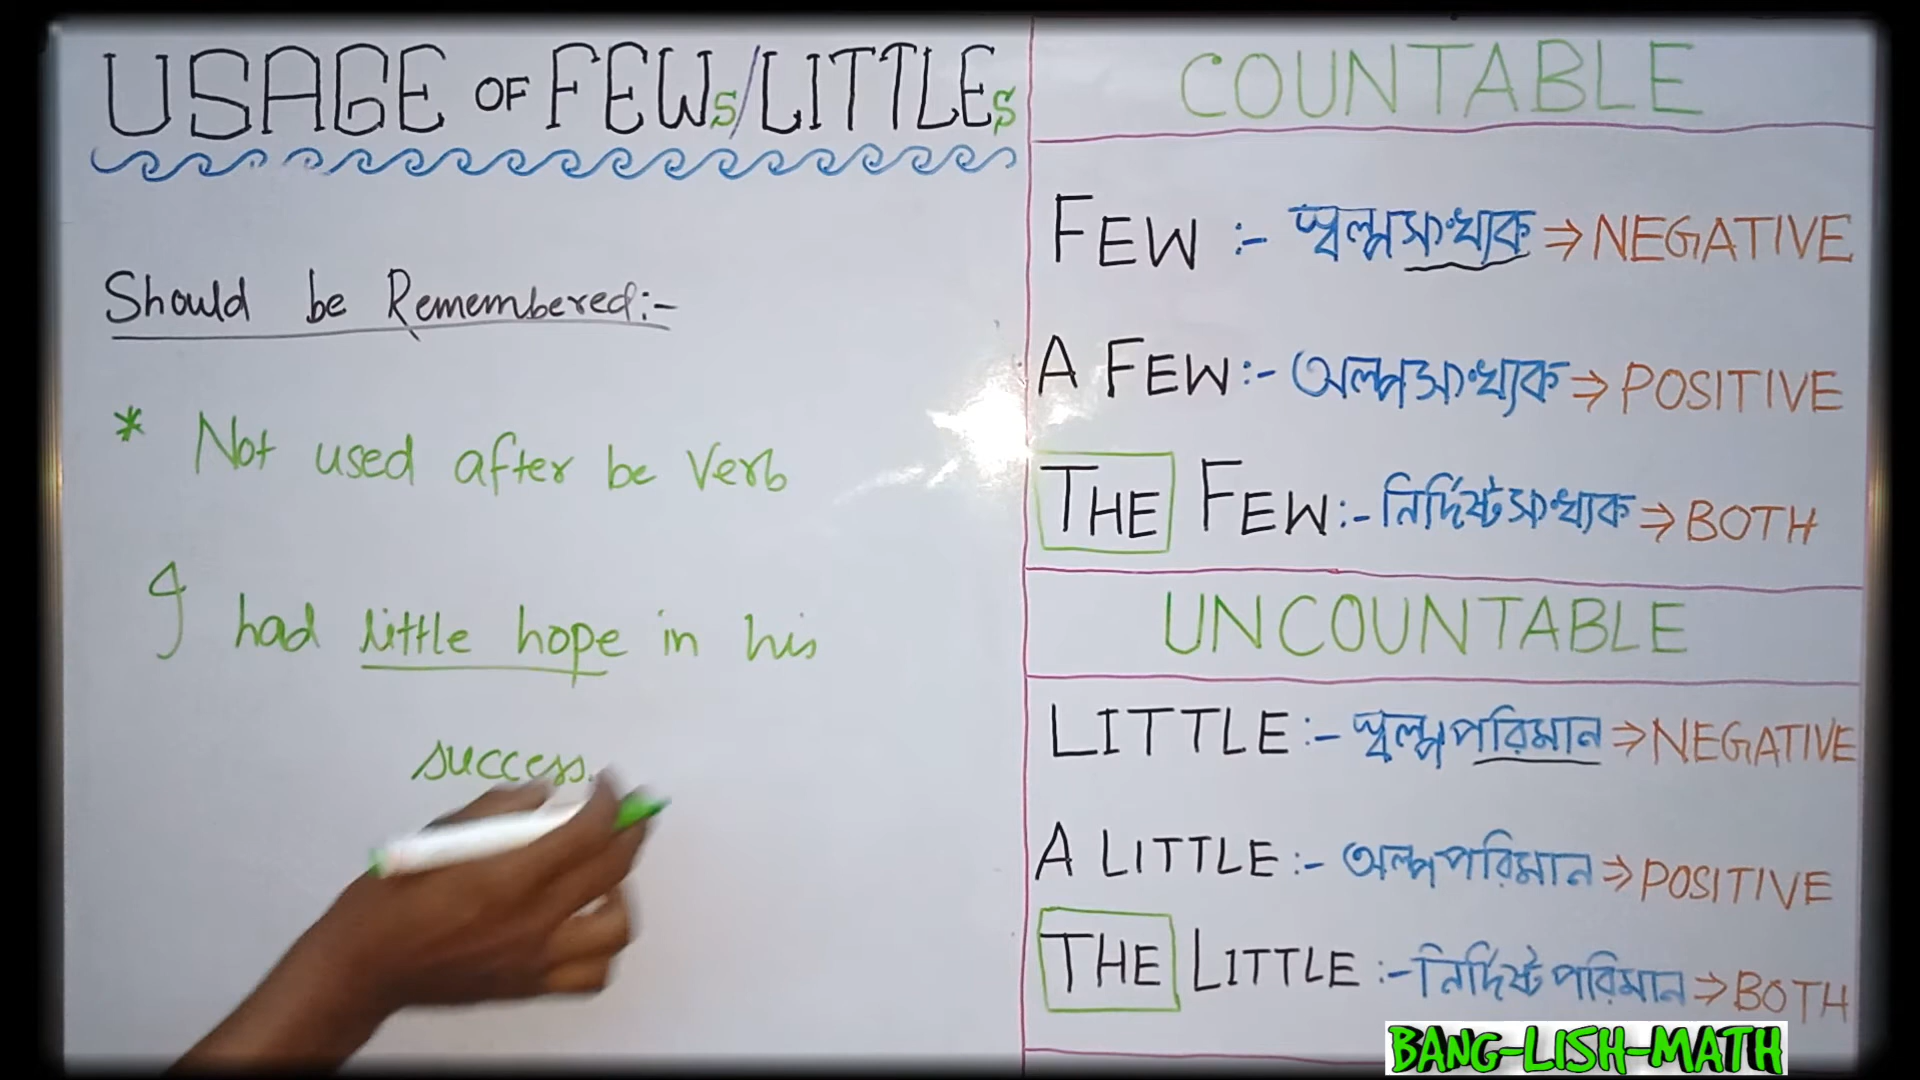 USAGE OF FEWs/LITTLEs
Should be Remembered:-
* Not used after be verb
I had little hope in his
success.
COUNTABLE
FEW :- স্বল্পসংখ্যক ⇒ NEGATIVE
A FEW :- অল্পসংখ্যক ⇒ POSITIVE
THE FEW :- নির্দিষ্টসংখ্যক ⇒ BOTH
UNCOUNTABLE
LITTLE :- স্বল্পপরিমান ⇒ NEGATIVE
A LITTLE :- অল্পপরিমান ⇒ POSITIVE
THE LITTLE :- নির্দিষ্টপরিমান ⇒ BOTH
BANG-LISH-MATH